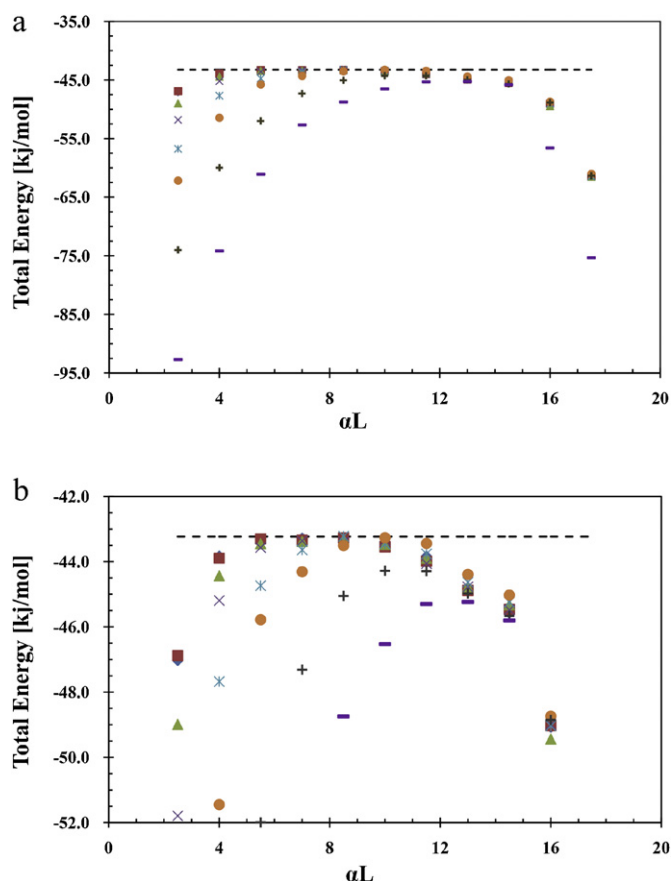 a
-35.0
-45.0
-55.0
-65.0
-75.0
-85.0
-95.0
Total Energy [kj/mol]
0 4 8 12 16 20
αL
b
-42.0
-44.0
-46.0
-48.0
-50.0
-52.0
Total Energy [kj/mol]
0 4 8 12 16 20
αL